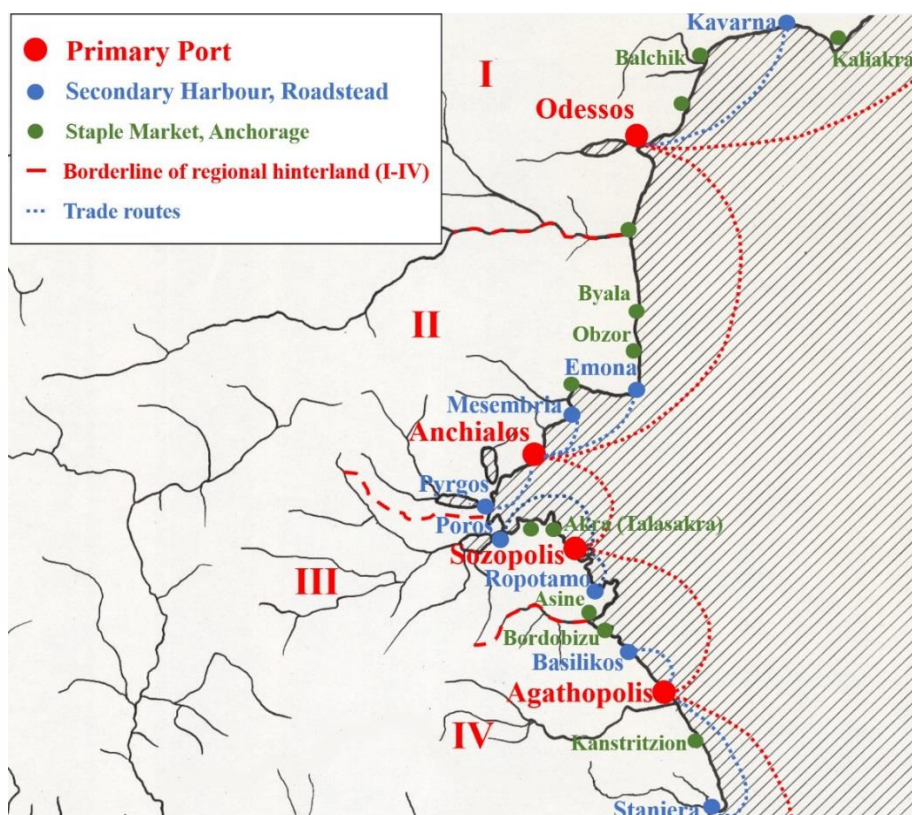 Primary Port
Secondary Harbour, Roadstead
Staple Market, Anchorage
Borderline of regional hinterland (I-IV)
Trade routes
Kavarna
Balchik
Kaliakra
I
Odessos
II
Byala
Obzor
Emona
Mesembria
Anchialøs
Pyrgos
Poros
Akra (Talasakra)
Sozopolis
III
Ropotamo
Asine
Bordobizu
Basilikos
Agathopolis
IV
Kanstritzion
Staniera